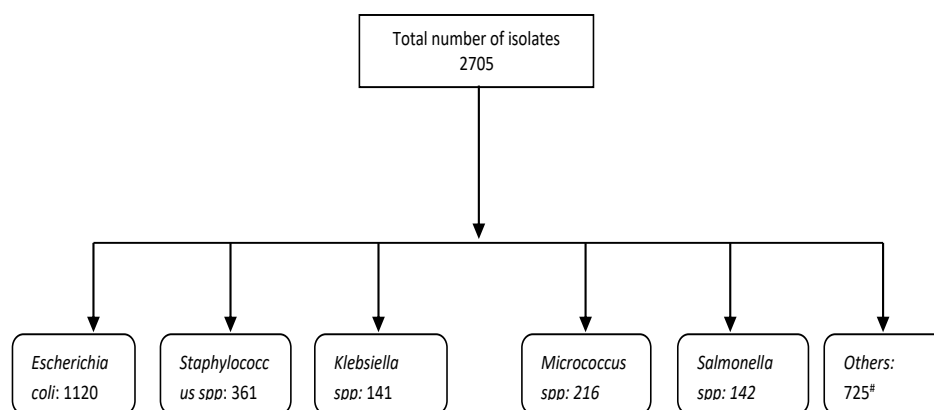 Total number of isolates
2705
Escherichia
coli: 1120
Staphylococc
us spp: 361
Klebsiella
spp: 141
Micrococcus
spp: 216
Salmonella
spp: 142
Others:
725#